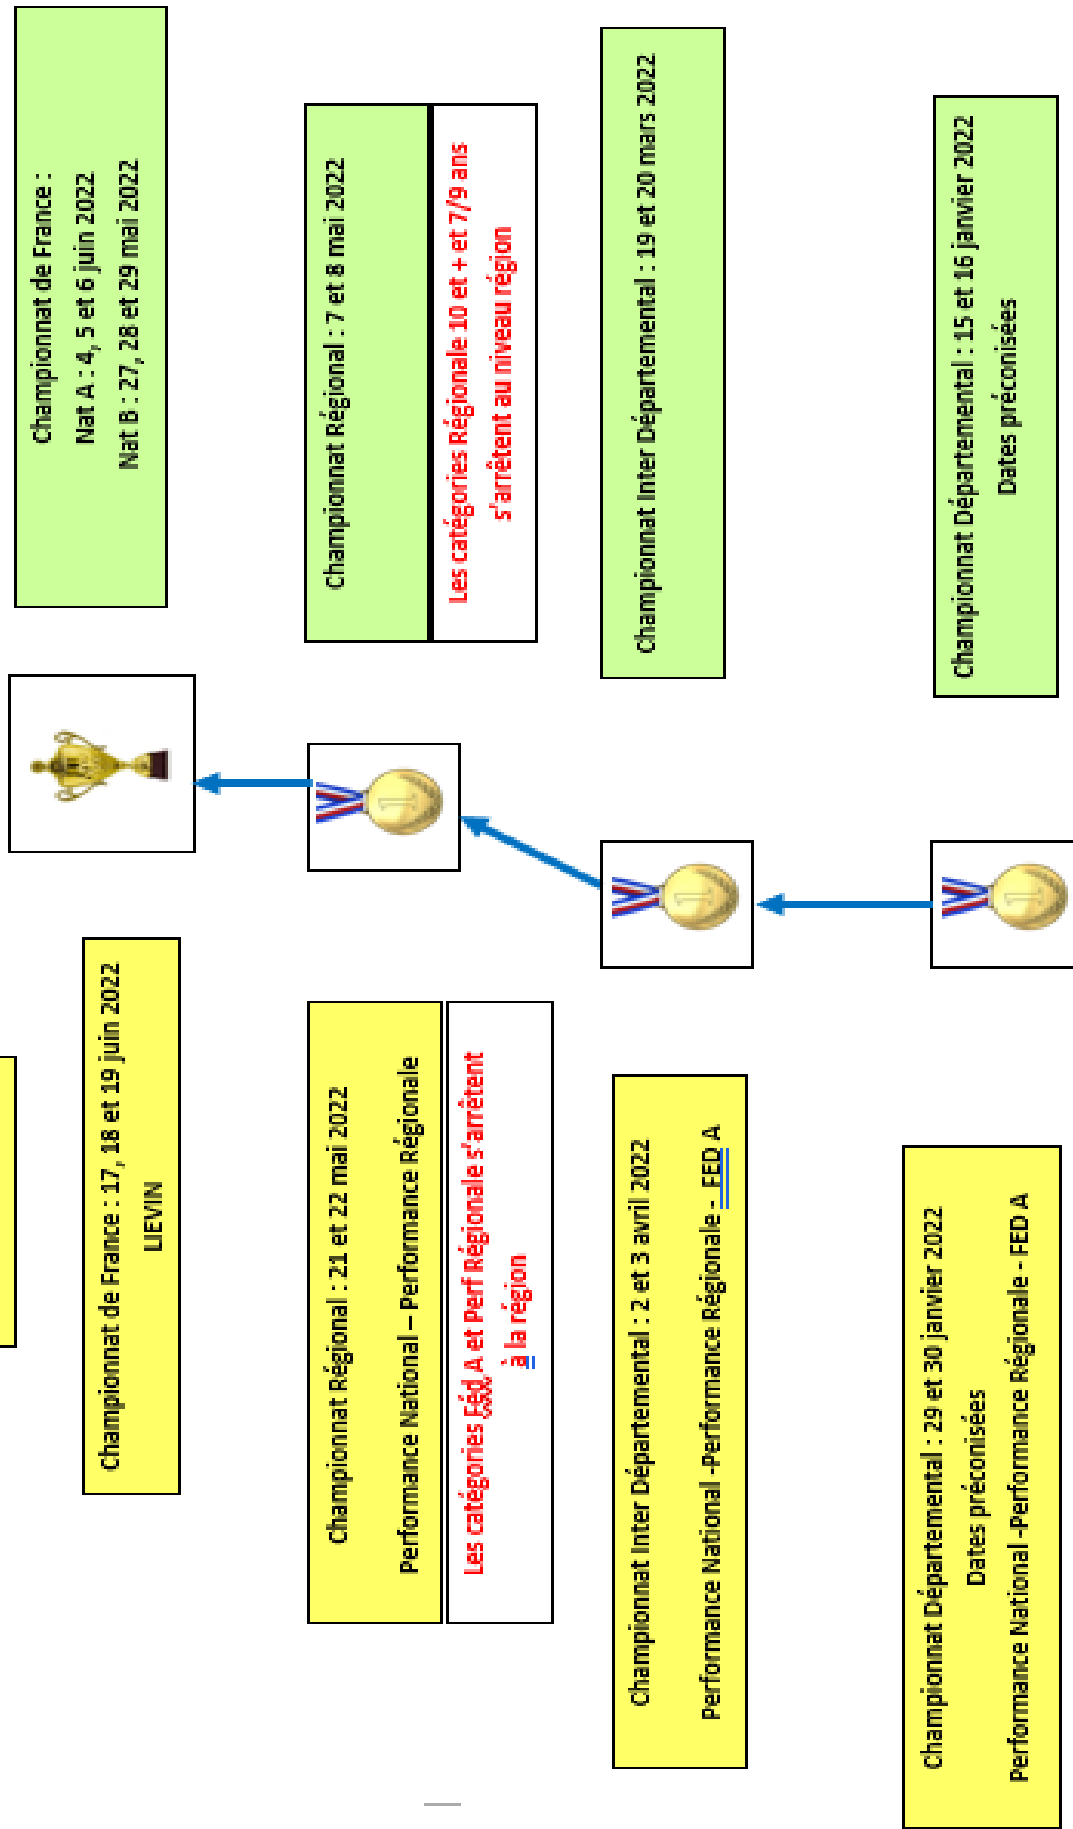 Championnat de France : 17, 18 et 19 juin 2022
LIEVIN
Championnat Régional : 21 et 22 mai 2022
Performance National – Performance Régionale
Les catégories Féd A et Perf Régionale s'arrêtent
à la région
Championnat Inter Départemental : 2 et 3 avril 2022
Performance National -Performance Régionale - FED A
Championnat Départemental : 29 et 30 janvier 2022
Dates préconisées
Performance National -Performance Régionale - FED A
Championnat de France :
Nat A : 4, 5 et 6 juin 2022
Nat B : 27, 28 et 29 mai 2022
Championnat Régional : 7 et 8 mai 2022
Les catégories Régionale 10 et + et 7/9 ans
s'arrêtent au niveau région
Championnat Inter Départemental : 19 et 20 mars 2022
Championnat Départemental : 15 et 16 janvier 2022
Dates préconisées
1
1
1